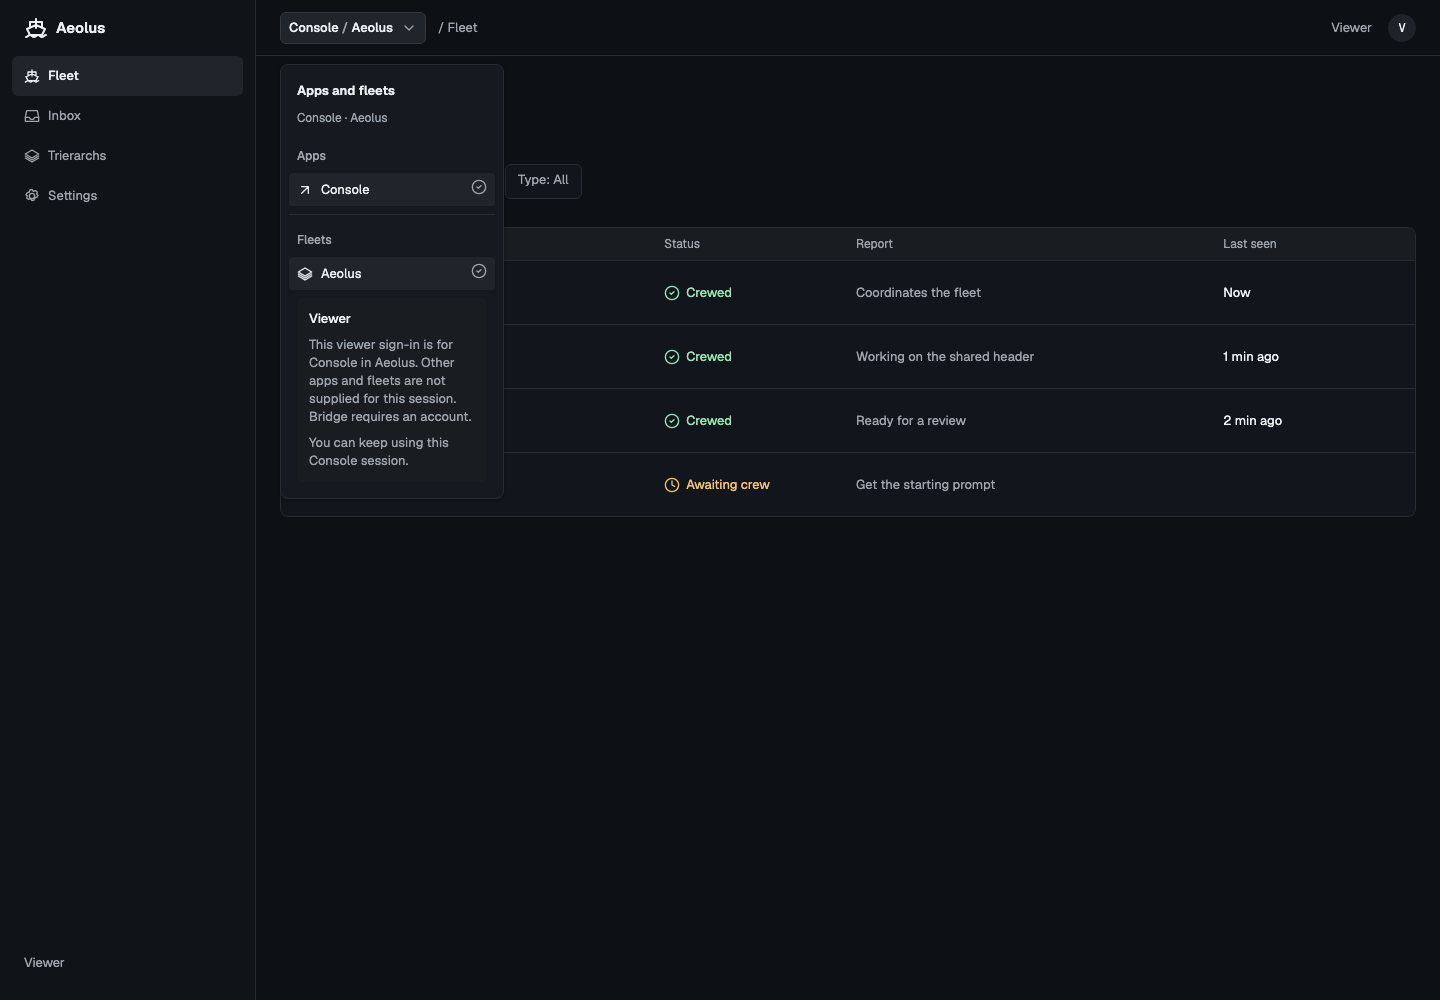 Aeolus
Fleet
Inbox
Trierarchs
Settings
Viewer
Console / Aeolus
/ Fleet
Viewer
V
Apps and fleets
Console · Aeolus
Apps
Console
Fleets
Aeolus
Viewer
This viewer sign-in is for
Console in Aeolus. Other
apps and fleets are not
supplied for this session.
Bridge requires an account.
You can keep using this
Console session.
Type: All
Status Report Last seen
Crewed Coordinates the fleet Now
Crewed Working on the shared header 1 min ago
Crewed Ready for a review 2 min ago
Awaiting crew Get the starting prompt